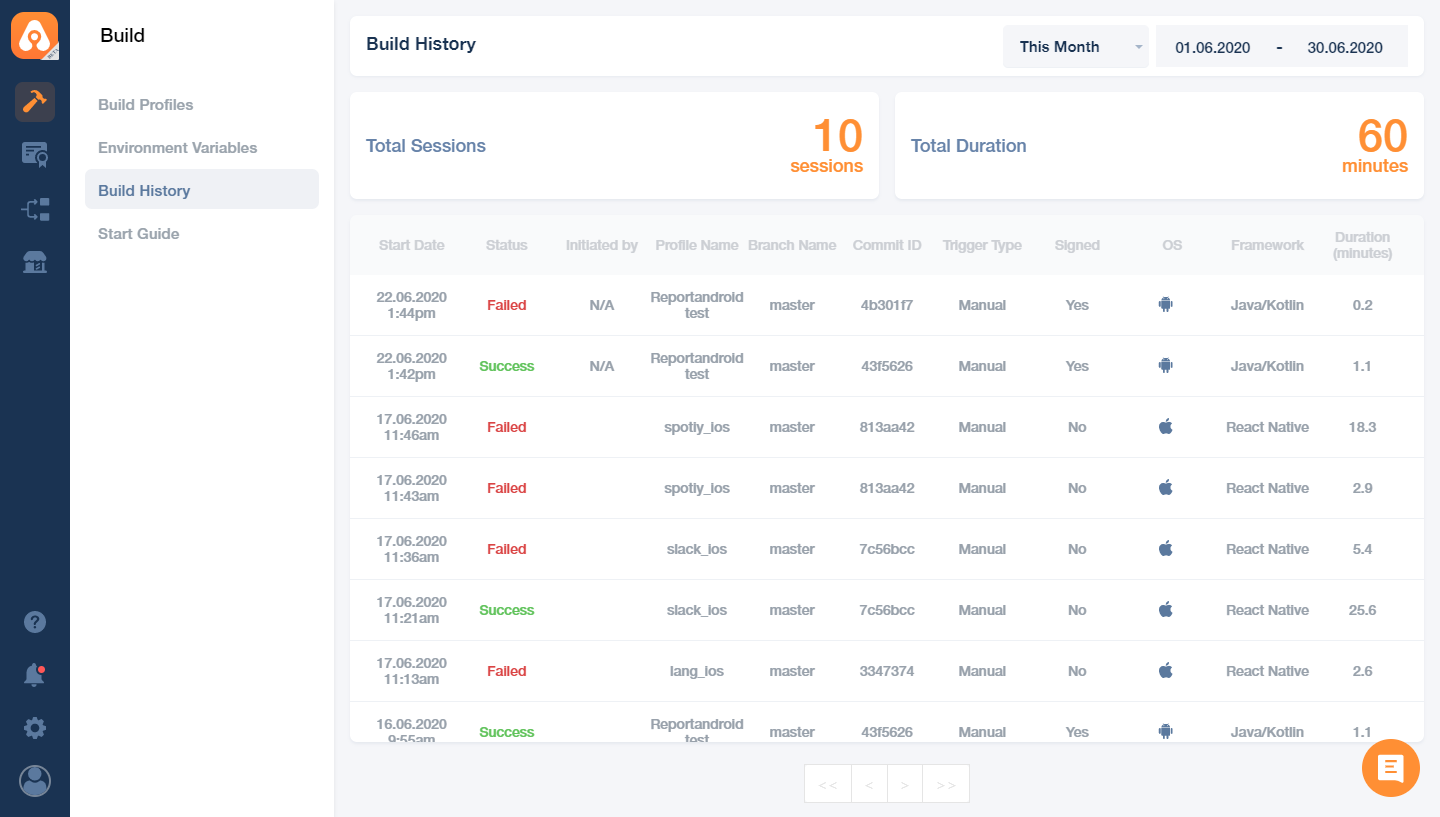 Build
Build Profiles
Environment Variables
Build History
Start Guide
Build History
This Month
01.06.2020 - 30.06.2020
Total Sessions
10
sessions
Total Duration
60
minutes
Start Date Status Initiated by Profile Name Branch Name Commit ID Trigger Type Signed OS Framework Duration (minutes)
22.06.2020 1:44pm Failed N/A Reportandroid test master 4b301f7 Manual Yes Java/Kotlin 0.2
22.06.2020 1:42pm Success N/A Reportandroid test master 43f5626 Manual Yes Java/Kotlin 1.1
17.06.2020 11:46am Failed spotiy_ios master 813aa42 Manual No React Native 18.3
17.06.2020 11:43am Failed spotiy_ios master 813aa42 Manual No React Native 2.9
17.06.2020 11:36am Failed slack_ios master 7c56bcc Manual No React Native 5.4
17.06.2020 11:21am Success slack_ios master 7c56bcc Manual No React Native 25.6
17.06.2020 11:13am Failed lang_ios master 3347374 Manual No React Native 2.6
16.06.2020 9:55am Success Reportandroid test master 43f5626 Manual Yes Java/Kotlin 1.1
<< < > >>